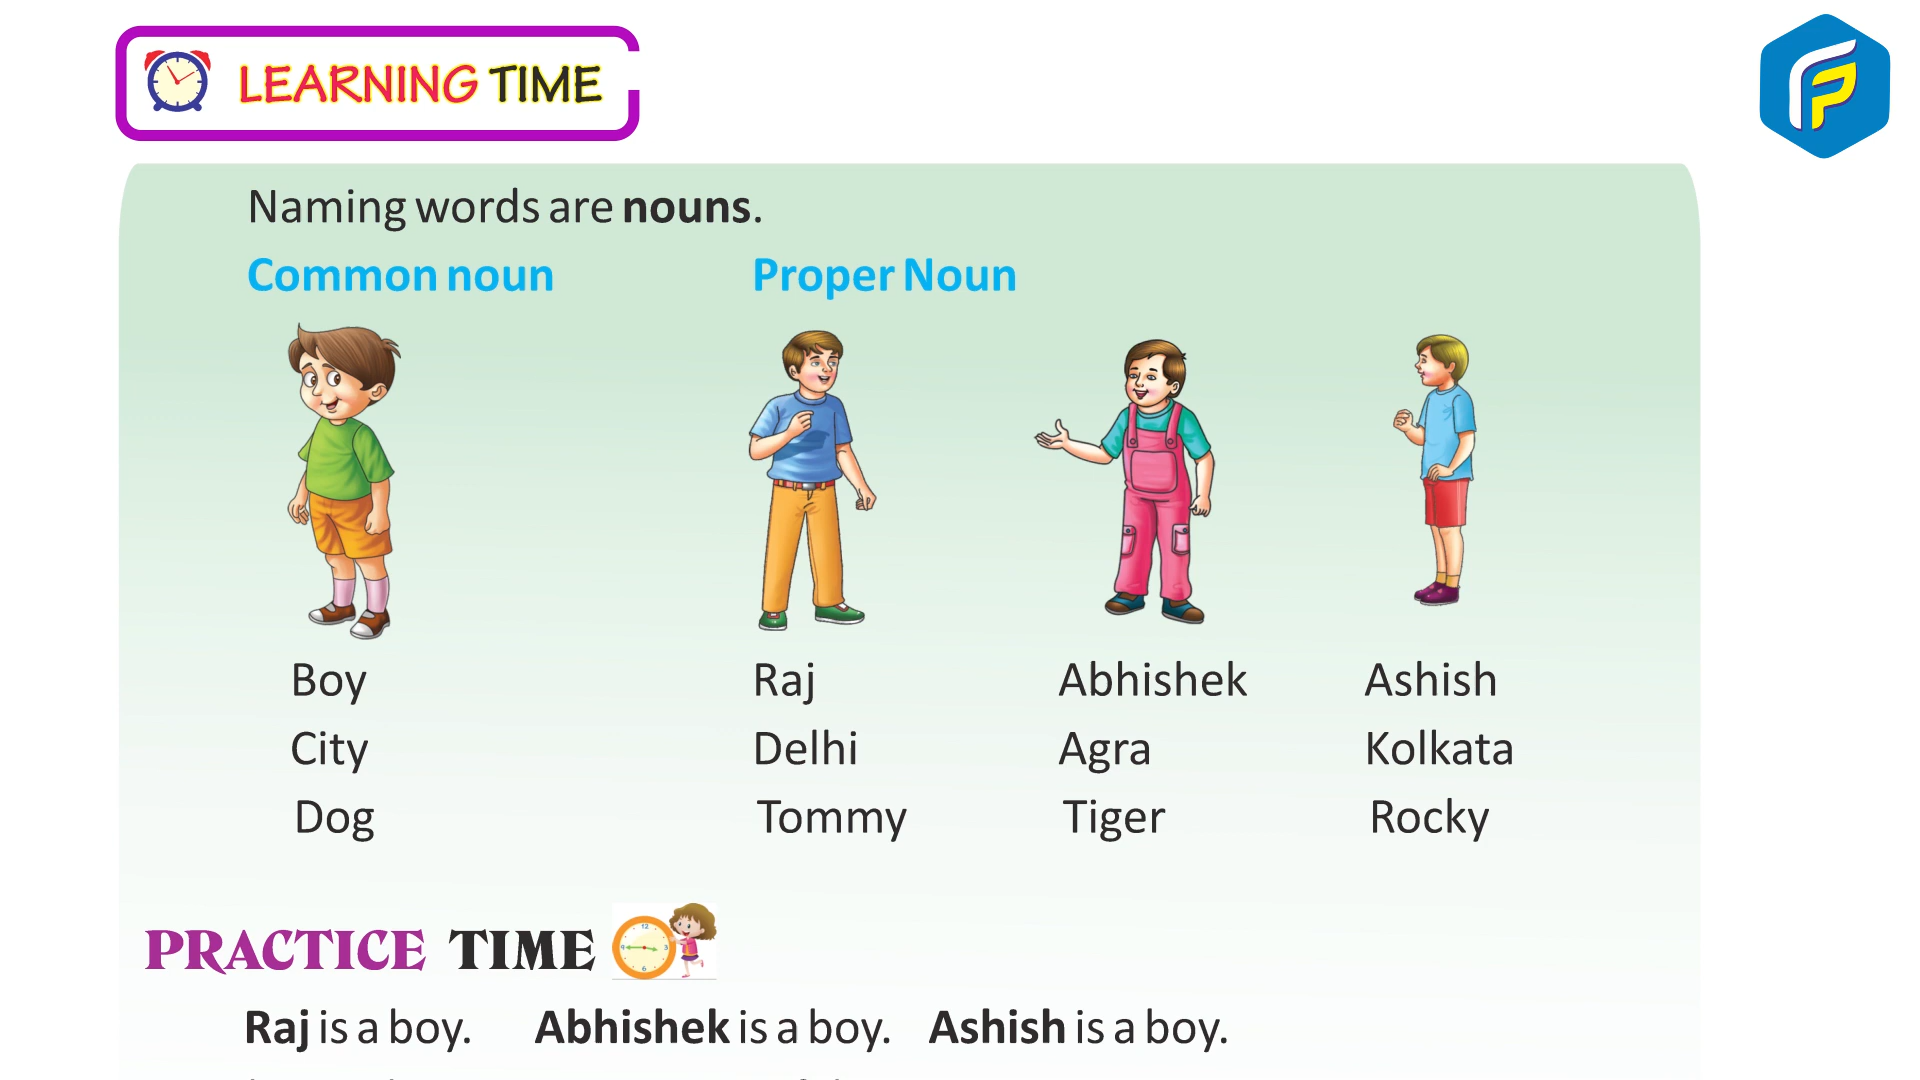 LEARNING TIME
Naming words are nouns.
Common noun Proper Noun
Boy Raj Abhishek Ashish
City Delhi Agra Kolkata
Dog Tommy Tiger Rocky
PRACTICE TIME
Raj is a boy. Abhishek is a boy. Ashish is a boy.